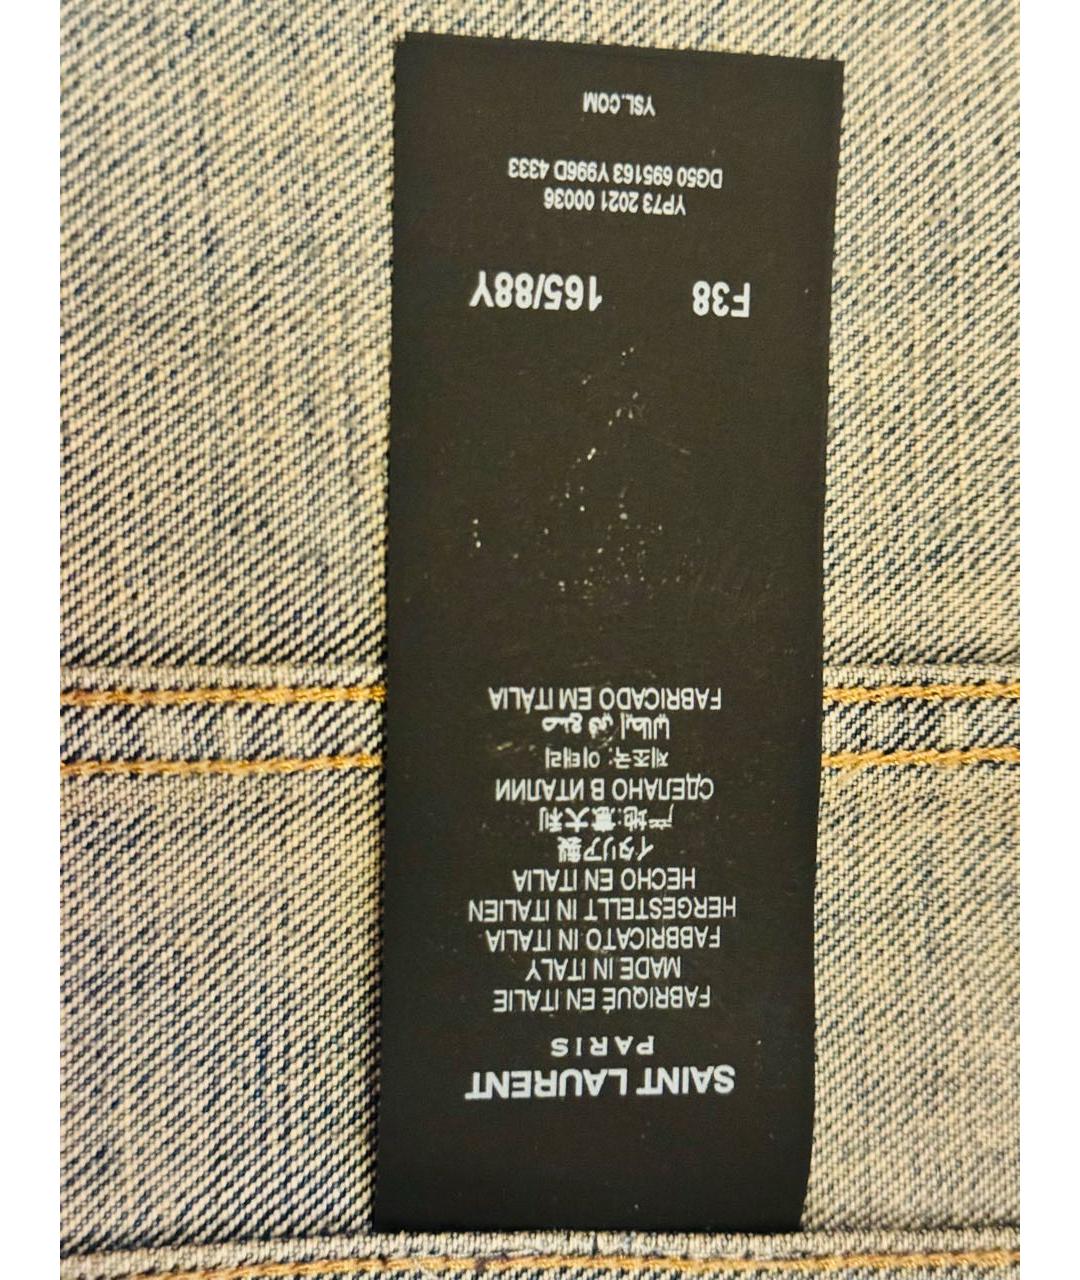 SAINT LAURENT
PARIS
FABRIQUÉ EN ITALIE
MADE IN ITALY
FABBRICATO IN ITALIA
HERGESTELLT IN ITALIEN
HECHO EN ITALIA
イタリア製
产地:意大利
СДЕЛАНО В ИТАЛИИ
제조국: 이태리
صنع في إيطاليا
FABRICADO EM ITÁLIA
F38 165/88Y
YP73 2021 00036
DG50 695163 Y996D 4333
YSL.COM